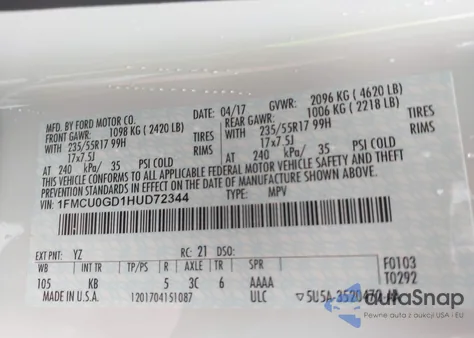 MFD. BY FORD MOTOR CO.
DATE: 04/17 GVWR: 2096 KG ( 4620 LB)
FRONT GAWR: 1098 KG ( 2420 LB) REAR GAWR: 1006 KG ( 2218 LB)
WITH 235/55R17 99H TIRES WITH 235/55R17 99H TIRES
17x7.5J RIMS 17x7.5J RIMS
AT 240 kPa/ 35 PSI COLD AT 240 kPa/ 35 PSI COLD
THIS VEHICLE CONFORMS TO ALL APPLICABLE FEDERAL MOTOR VEHICLE SAFETY AND THEFT
PREVENTION STANDARDS IN EFFECT ON THE DATE OF MANUFACTURE SHOWN ABOVE.
VIN: 1FMCU0GD1HUD72344 TYPE: MPV
EXT PNT: YZ RC: 21 DSO:
WB INT TR TP/PS R AXLE TR SPR
105 KB 5 3C 6 AAAA
F0103
T0292
MADE IN U.S.A. 1201704151087 ULC 5U5A-3520472
autaSnap
Pewne auta z aukcji USA i EU